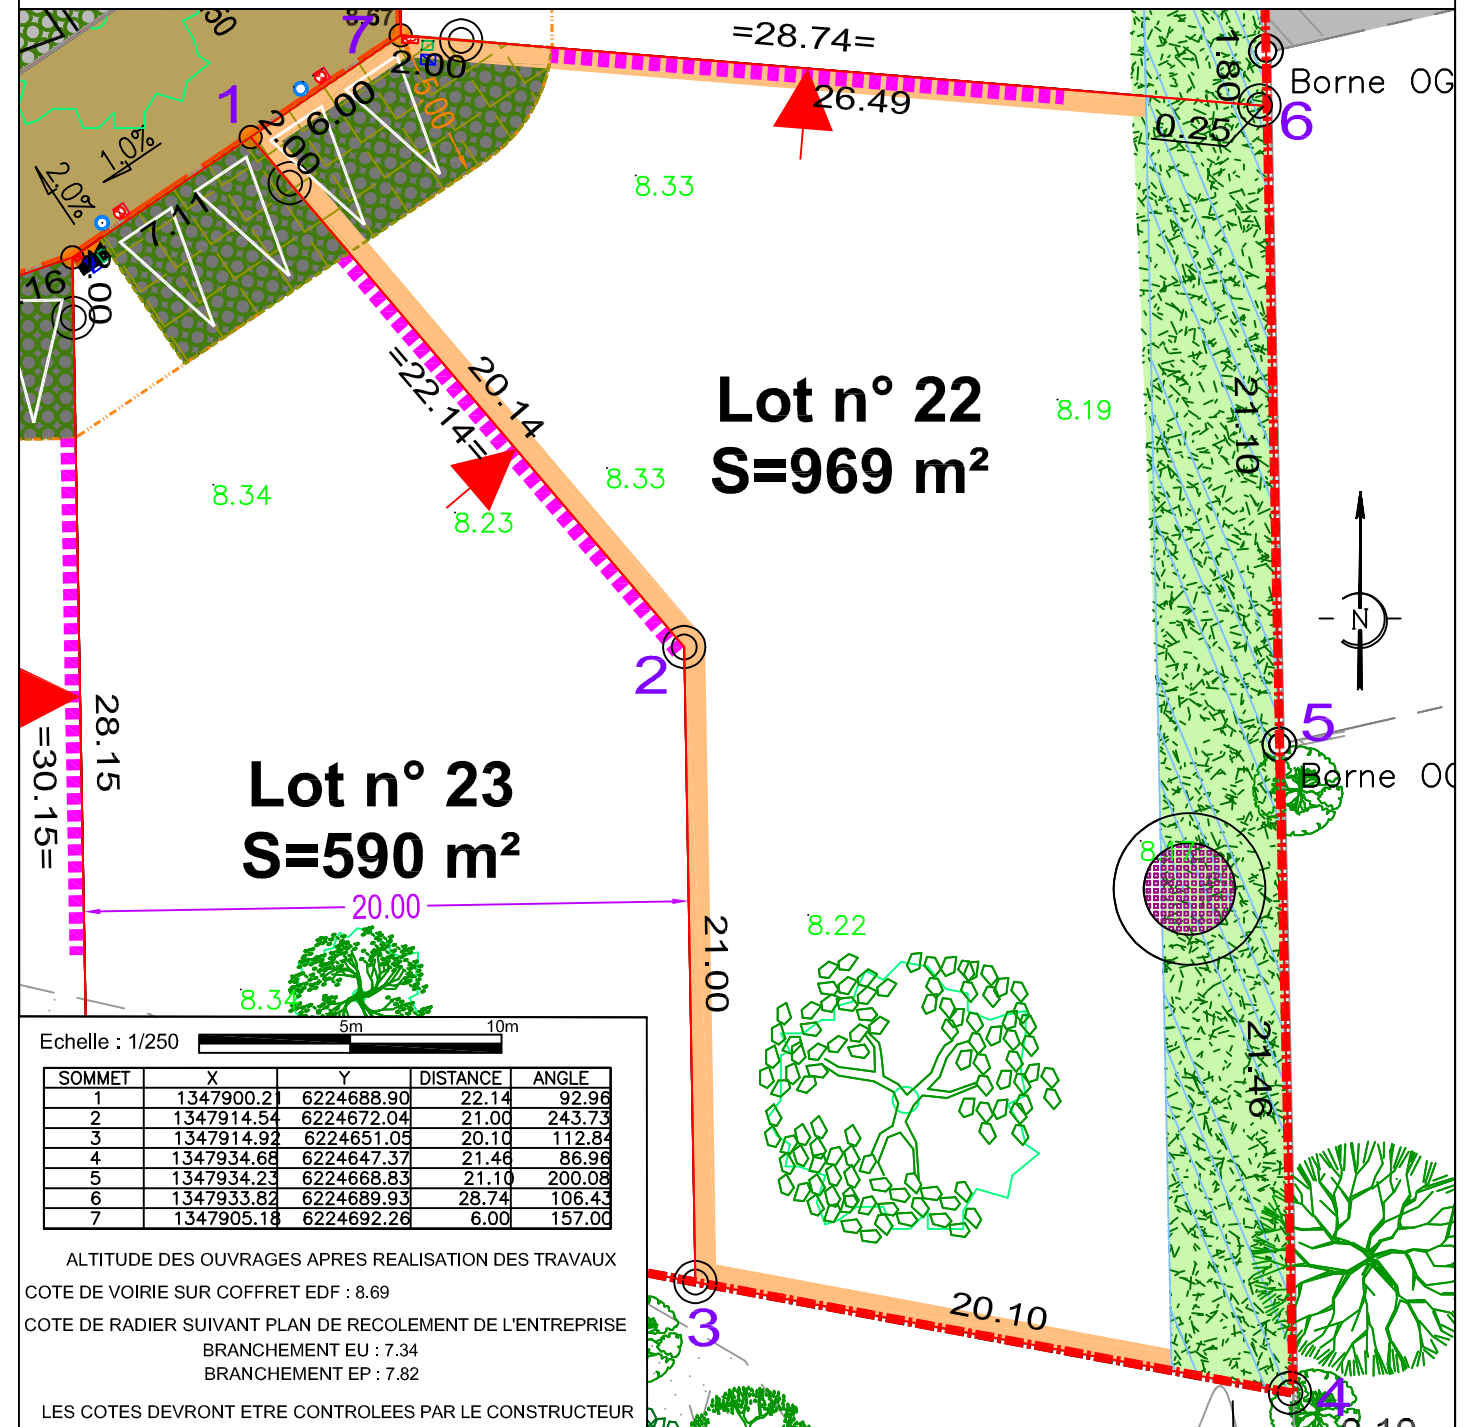 8.67
50
7
=28.74=
2.00
1.80
Borne OG
1
5.00
26.49
6.00
6
0.25
2.00
1.0%
2.0%
8.33
7.11
16
2.00
20.14
=22.14=
Lot n° 22
S=969 m²
8.19
21.10
8.33
8.34
8.23
N
2
5
28.15
=30.15=
Borne
Lot n° 23
S=590 m²
20.00
8.22
21.00
8.34
21.46
Echelle : 1/250
5m
10m
SOMMET X Y DISTANCE ANGLE
1 1347900.21 6224688.90 22.14 92.96
2 1347914.54 6224672.04 21.00 243.73
3 1347914.92 6224651.05 20.10 112.84
4 1347934.68 6224647.37 21.46 86.96
5 1347934.23 6224668.83 21.10 200.08
6 1347933.82 6224689.93 28.74 106.43
7 1347905.18 6224692.26 6.00 157.00
ALTITUDE DES OUVRAGES APRES REALISATION DES TRAVAUX
COTE DE VOIRIE SUR COFFRET EDF : 8.69
COTE DE RADIER SUIVANT PLAN DE RECOLEMENT DE L'ENTREPRISE
BRANCHEMENT EU : 7.34
BRANCHEMENT EP : 7.82
LES COTES DEVRONT ETRE CONTROLEES PAR LE CONSTRUCTEUR
20.10
3
4